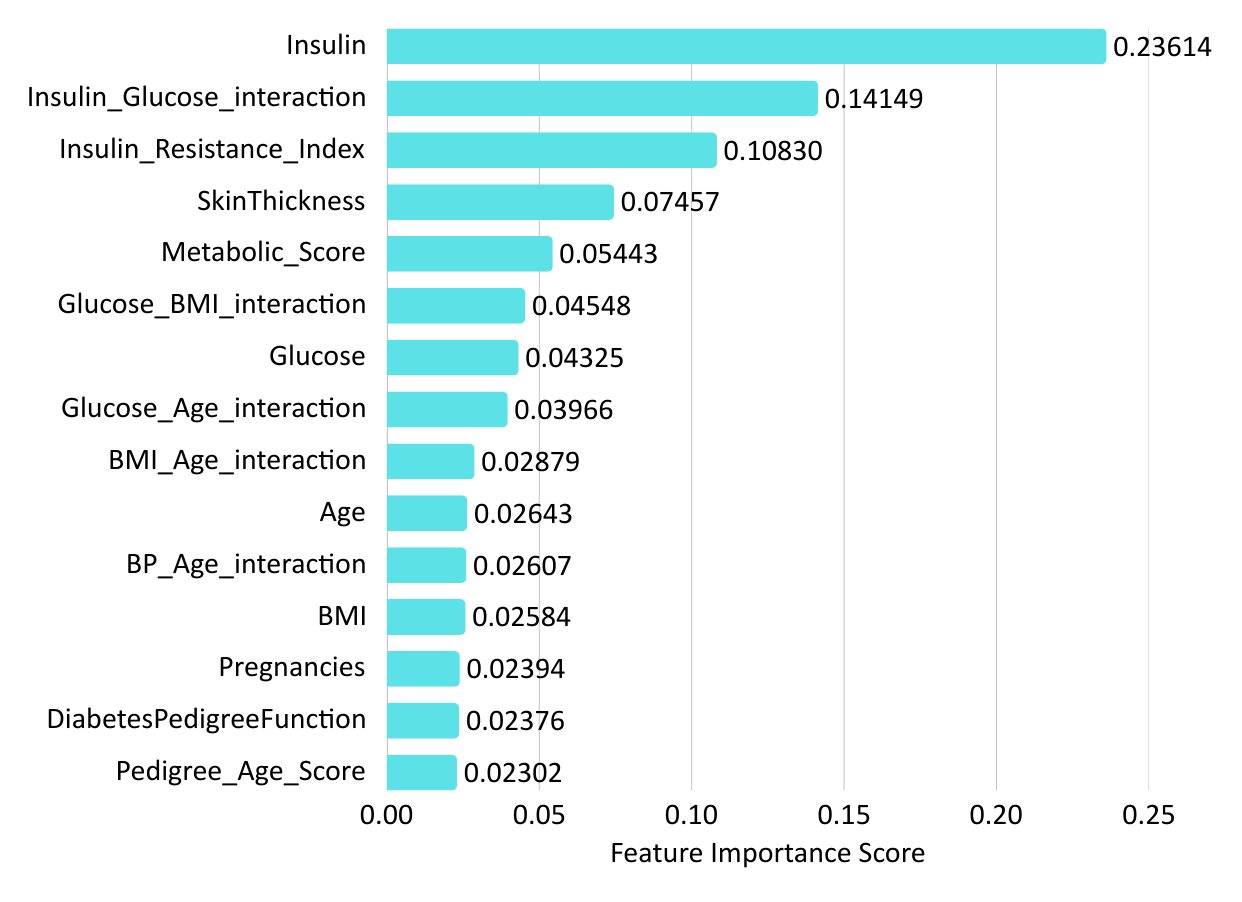 Insulin 0.23614
Insulin_Glucose_interaction 0.14149
Insulin_Resistance_Index 0.10830
SkinThickness 0.07457
Metabolic_Score 0.05443
Glucose_BMI_interaction 0.04548
Glucose 0.04325
Glucose_Age_interaction 0.03966
BMI_Age_interaction 0.02879
Age 0.02643
BP_Age_interaction 0.02607
BMI 0.02584
Pregnancies 0.02394
DiabetesPedigreeFunction 0.02376
Pedigree_Age_Score 0.02302
0.00 0.05 0.10 0.15 0.20 0.25
Feature Importance Score